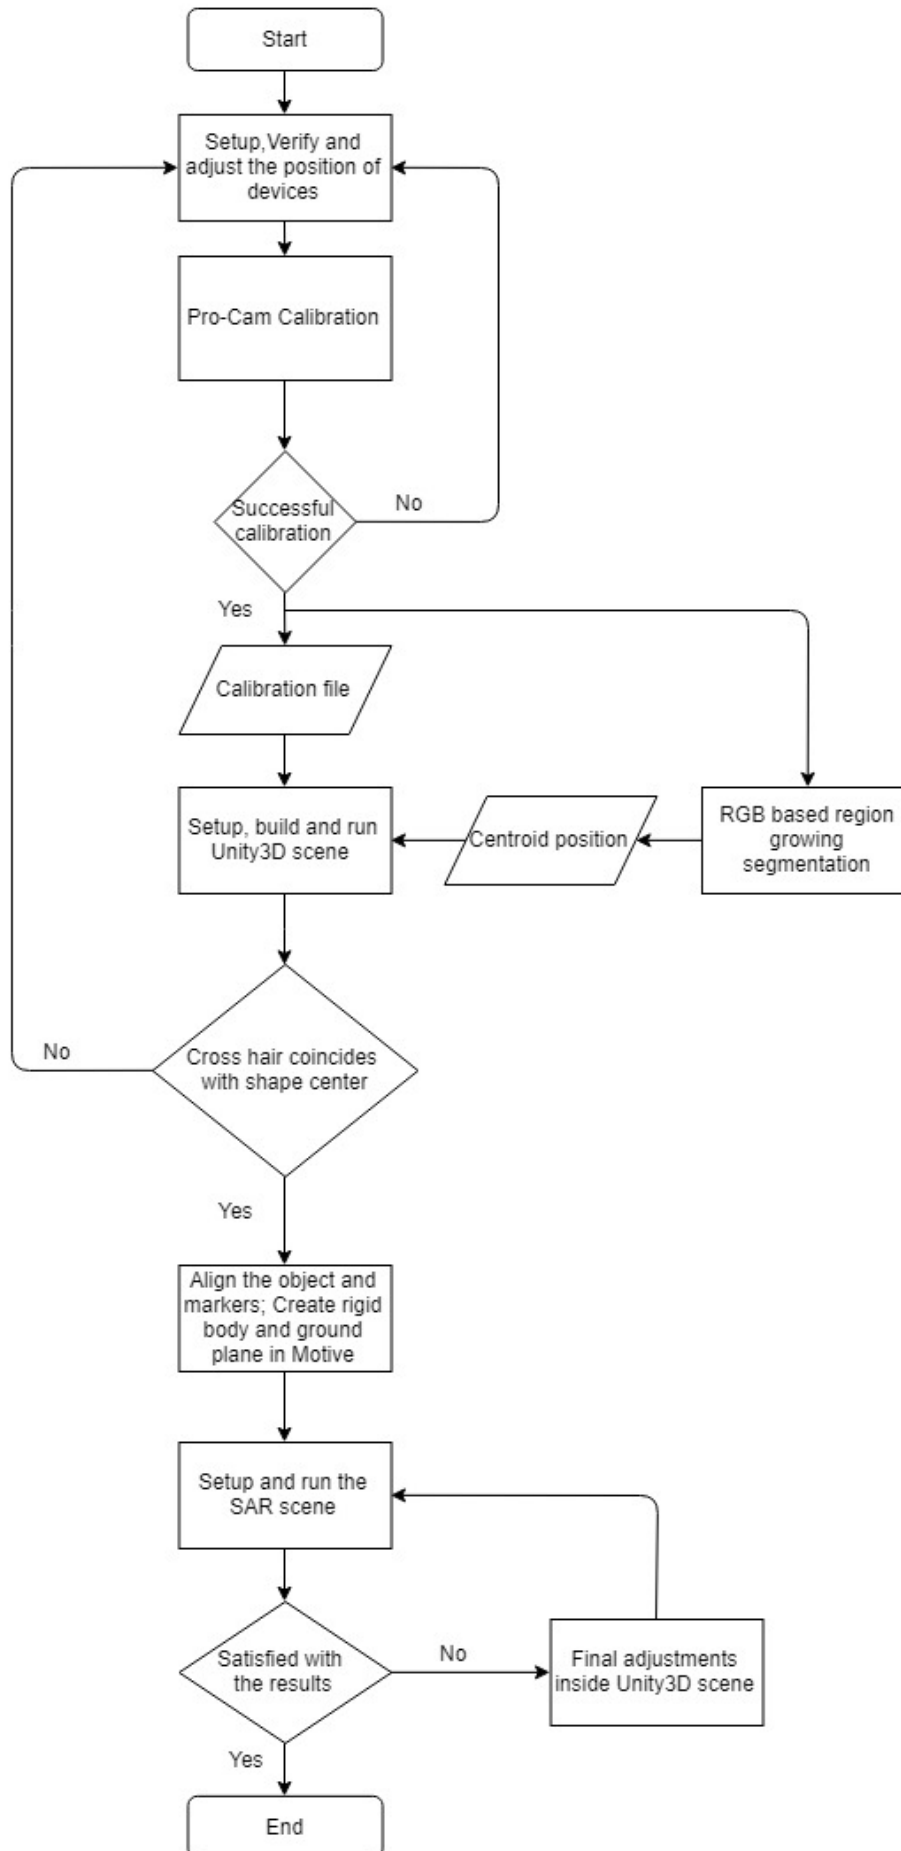 Start
Setup,Verify and
adjust the position of
devices
Pro-Cam Calibration
Successful
calibration
No
Yes
Calibration file
Setup, build and run
Unity3D scene
Centroid position
RGB based region
growing
segmentation
Cross hair coincides
with shape center
No
Yes
Align the object and
markers; Create rigid
body and ground
plane in Motive
Setup and run the
SAR scene
Satisfied with
the results
No
Final adjustments
inside Unity3D scene
Yes
End